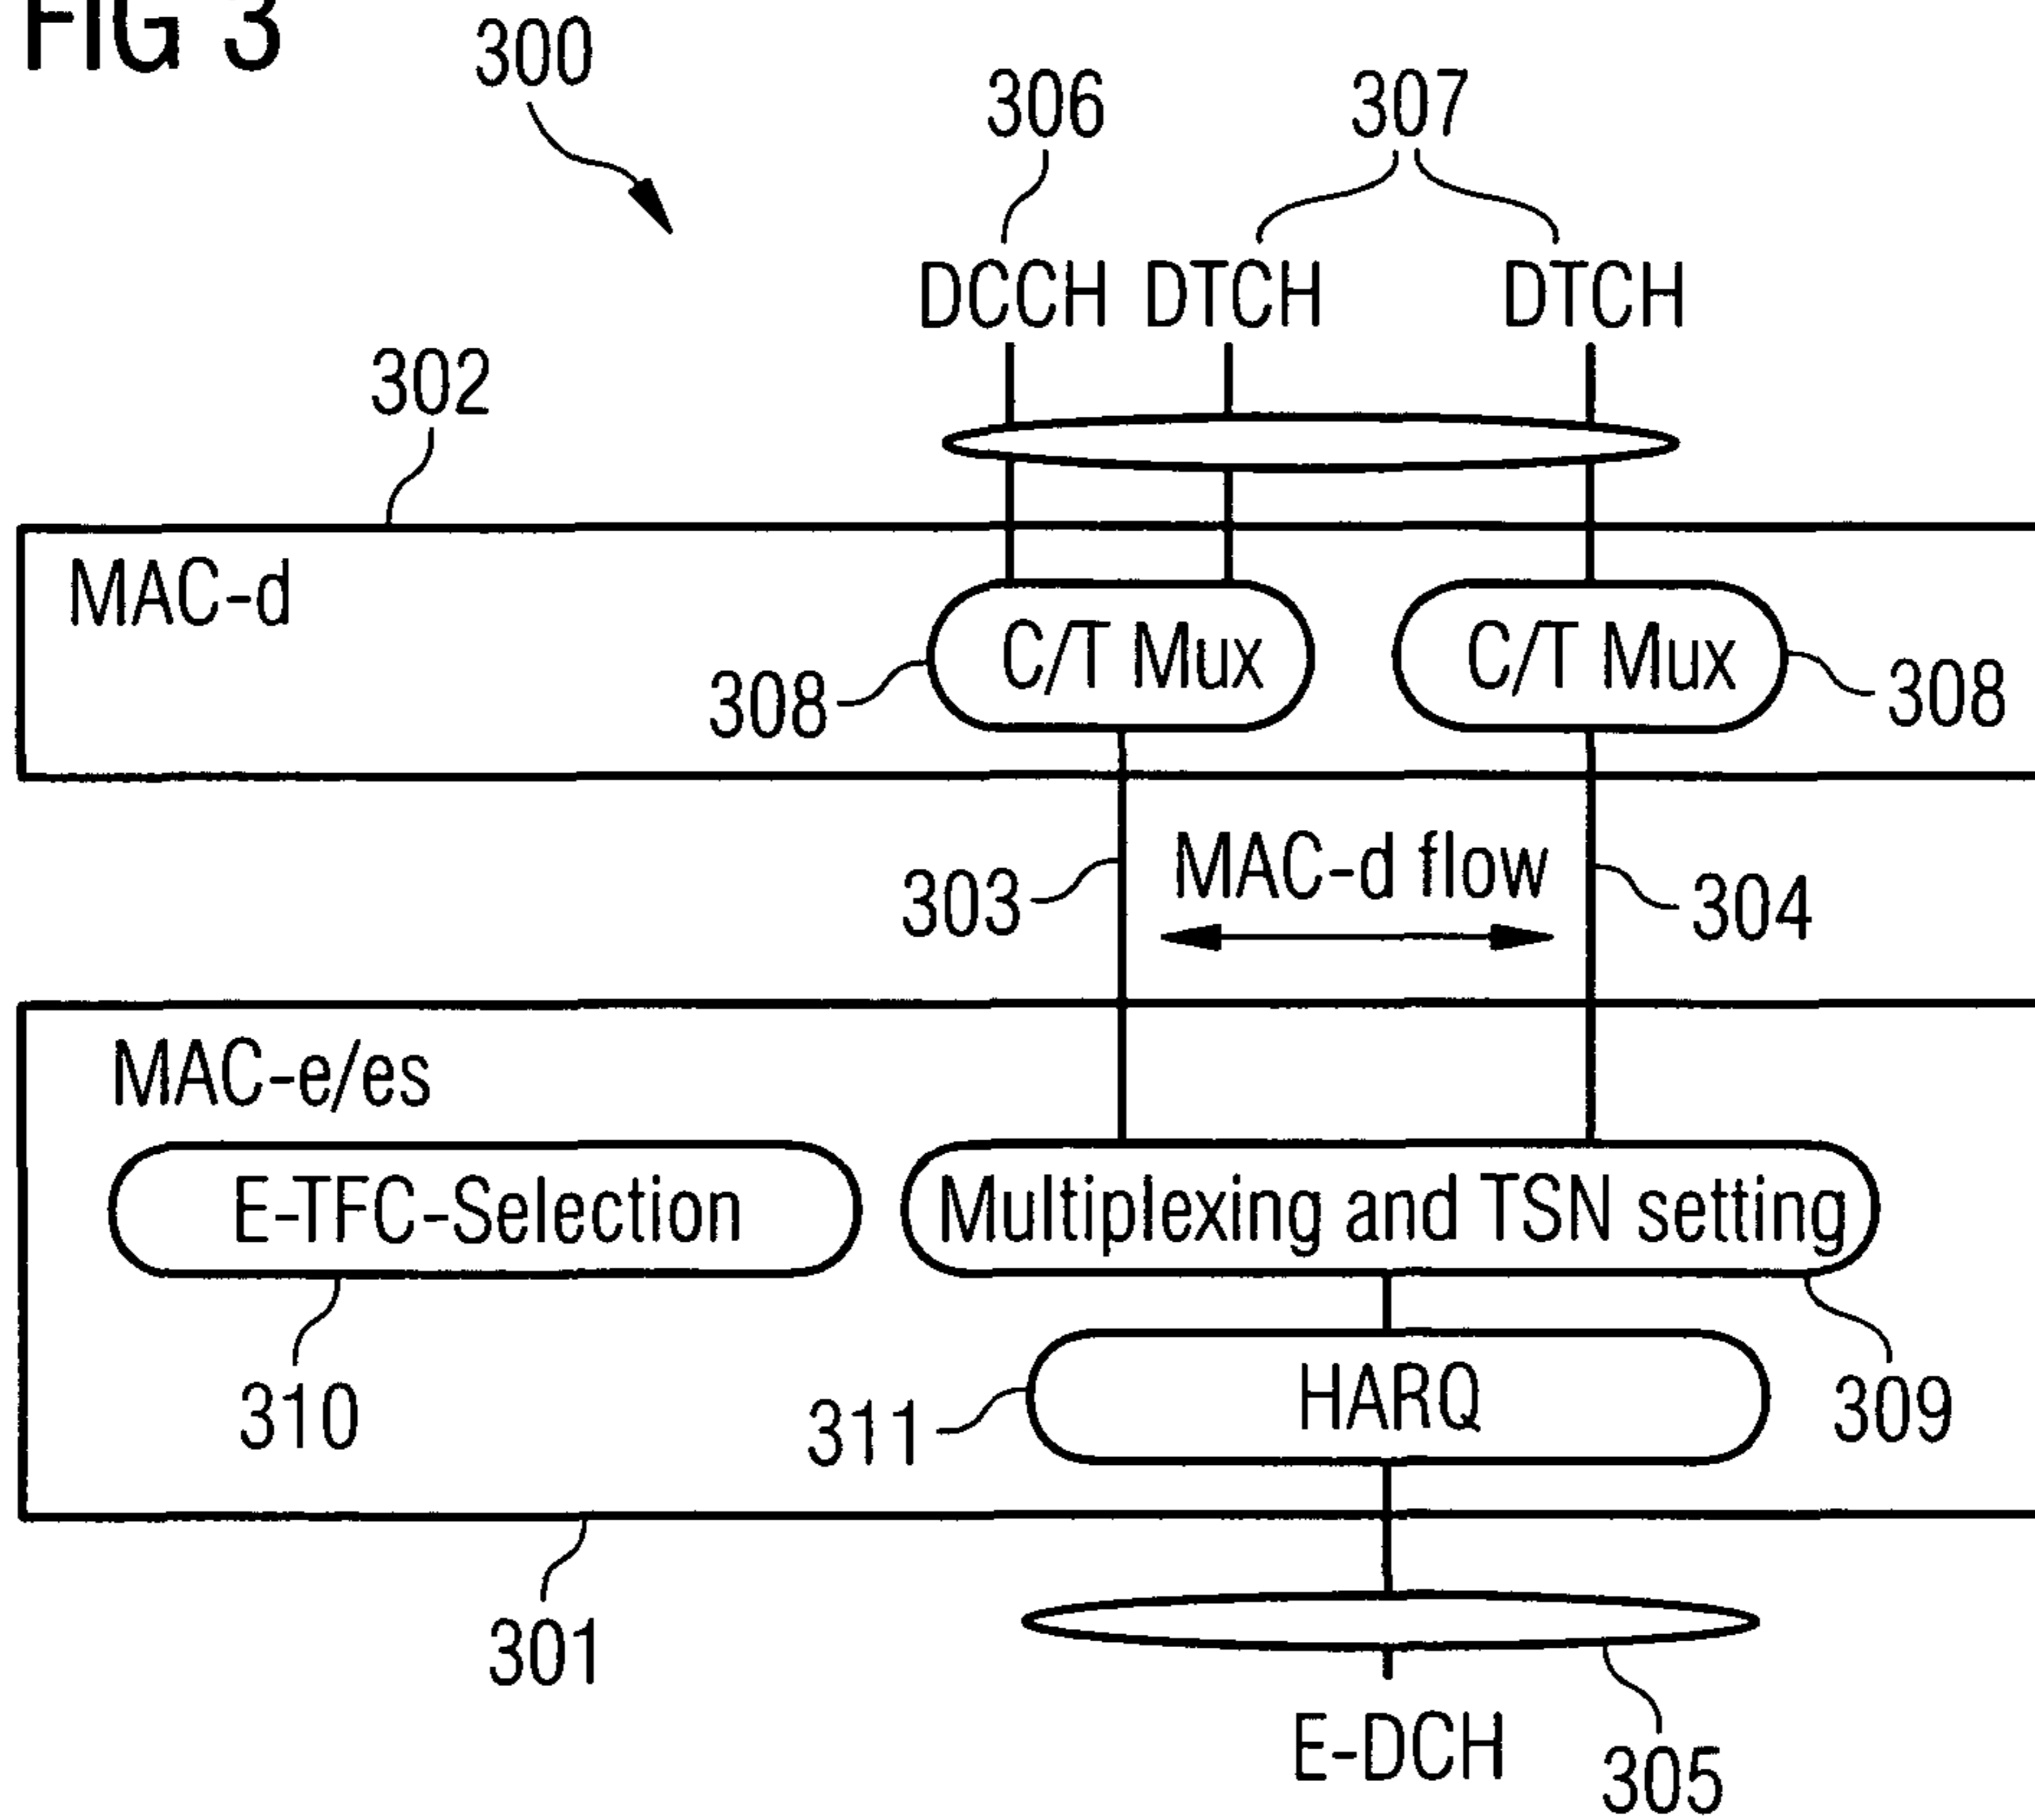 FIG 3
300
306 307
DCCH DTCH DTCH
302
MAC-d
C/T Mux C/T Mux
308 308
MAC-d flow
303 304
MAC-e/es
E-TFC-Selection Multiplexing and TSN setting
HARQ
310 311 309
301
E-DCH
305